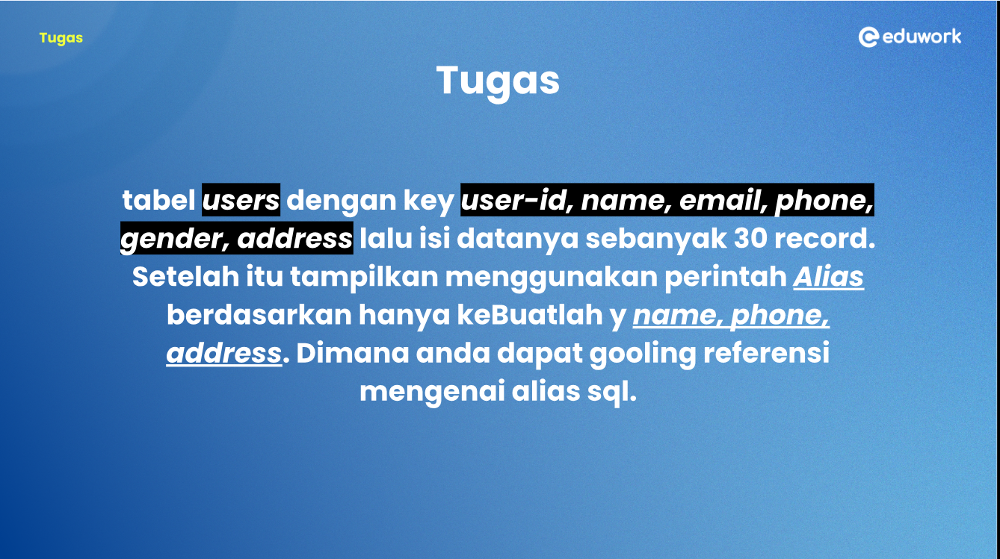 Tugas
eduwork
Tugas
tabel users dengan key user-id, name, email, phone,
gender, address lalu isi datanya sebanyak 30 record.
Setelah itu tampilkan menggunakan perintah Alias
berdasarkan hanya keBuatlah y name, phone,
address. Dimana anda dapat gooling referensi
mengenai alias sql.